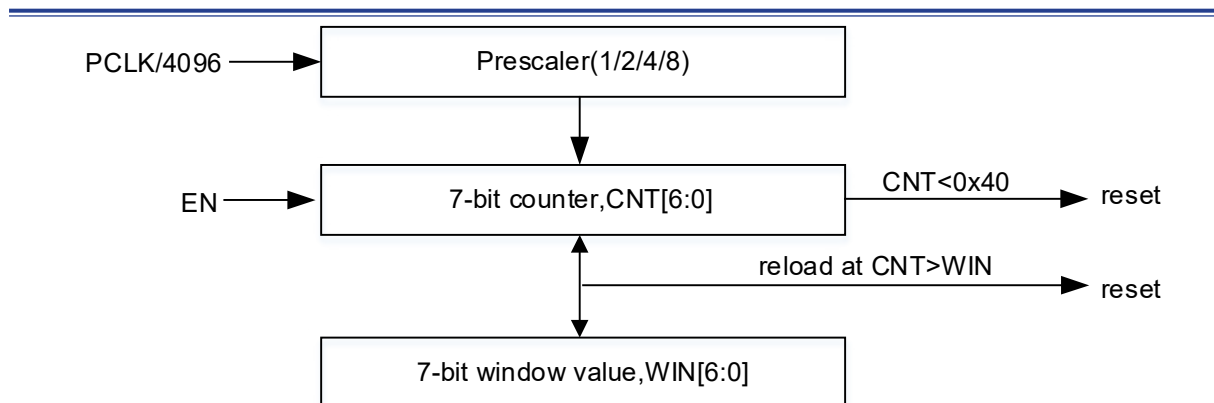 PCLK/4096
Prescaler(1/2/4/8)
EN
7-bit counter,CNT[6:0]
CNT<0x40
reset
reload at CNT>WIN
reset
7-bit window value,WIN[6:0]